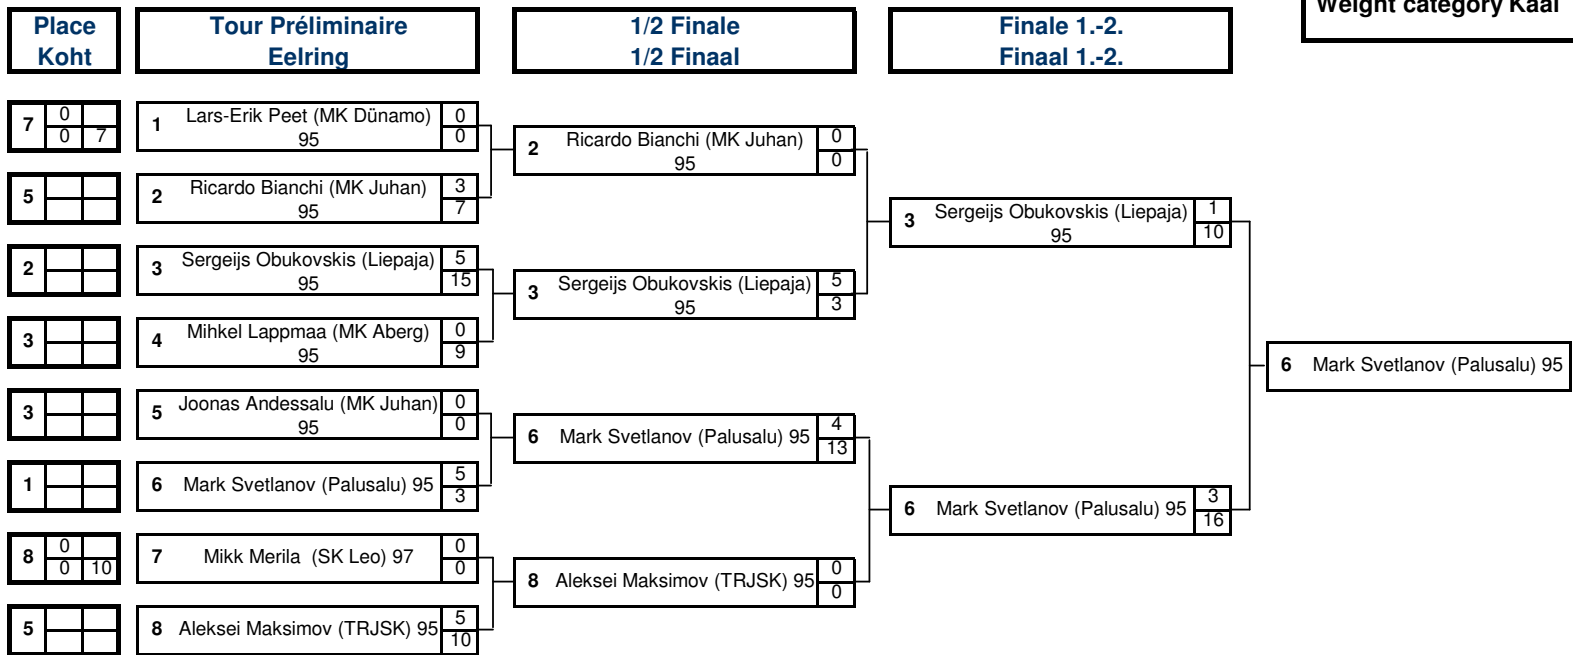 Weight category Kaal
Place
Koht
Tour Préliminaire
Eelring
1/2 Finale
1/2 Finaal
Finale 1.-2.
Finaal 1.-2.
7 0
0 7
1 Lars-Erik Peet (MK Dünamo) 0
95 0
5
2 Ricardo Bianchi (MK Juhan) 3
95 7
2
3 Sergeijs Obukovskis (Liepaja) 5
95 15
3
4 Mihkel Lappmaa (MK Aberg) 0
95 9
3
5 Joonas Andessalu (MK Juhan) 0
95 0
1
6 Mark Svetlanov (Palusalu) 95 5
3
8 0
0 10
7 Mikk Merila (SK Leo) 97 0
0
5
8 Aleksei Maksimov (TRJSK) 95 5
10
2 Ricardo Bianchi (MK Juhan) 0
95 0
3 Sergeijs Obukovskis (Liepaja) 5
95 3
6 Mark Svetlanov (Palusalu) 95 4
13
8 Aleksei Maksimov (TRJSK) 95 0
0
3 Sergeijs Obukovskis (Liepaja) 1
95 10
6 Mark Svetlanov (Palusalu) 95 3
16
6 Mark Svetlanov (Palusalu) 95